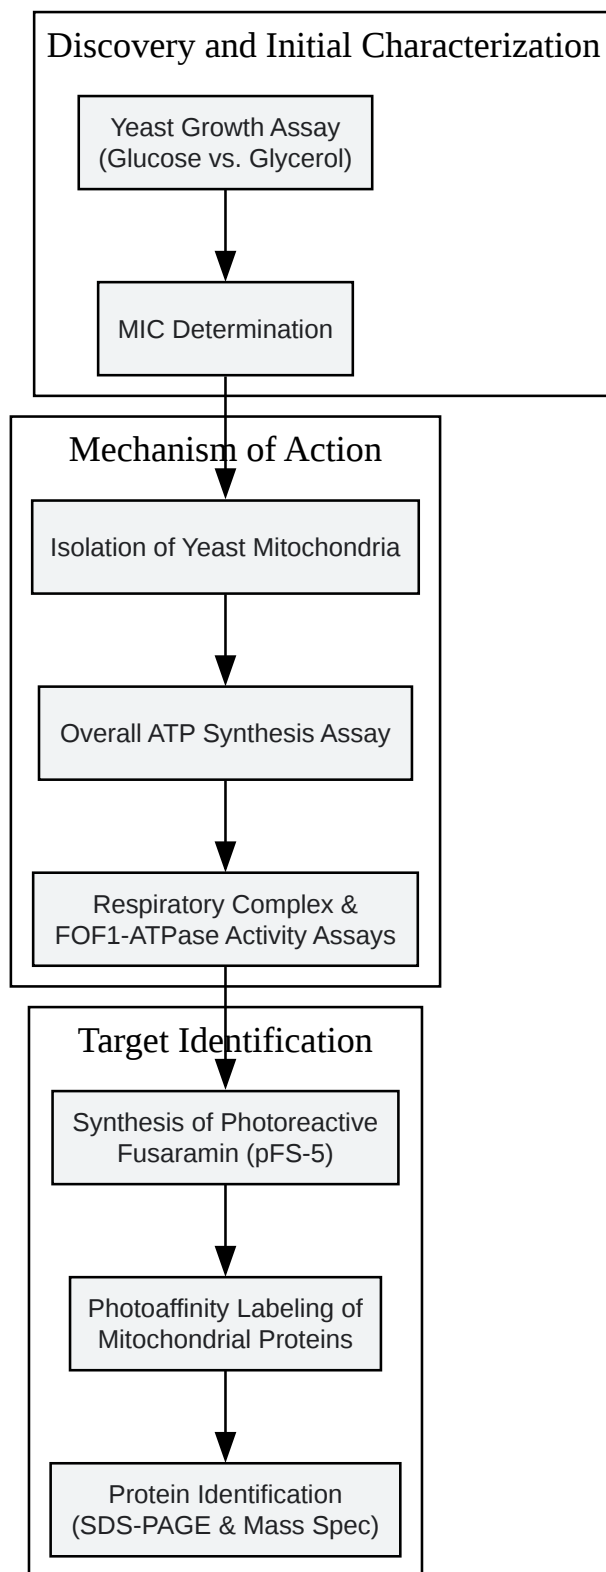 Discovery and Initial Characterization
Yeast Growth Assay
(Glucose vs. Glycerol)
MIC Determination
Mechanism of Action
Isolation of Yeast Mitochondria
Overall ATP Synthesis Assay
Respiratory Complex &
FOF1-ATPase Activity Assays
Target Identification
Synthesis of Photoreactive
Fusaramin (pFS-5)
Photoaffinity Labeling of
Mitochondrial Proteins
Protein Identification
(SDS-PAGE & Mass Spec)